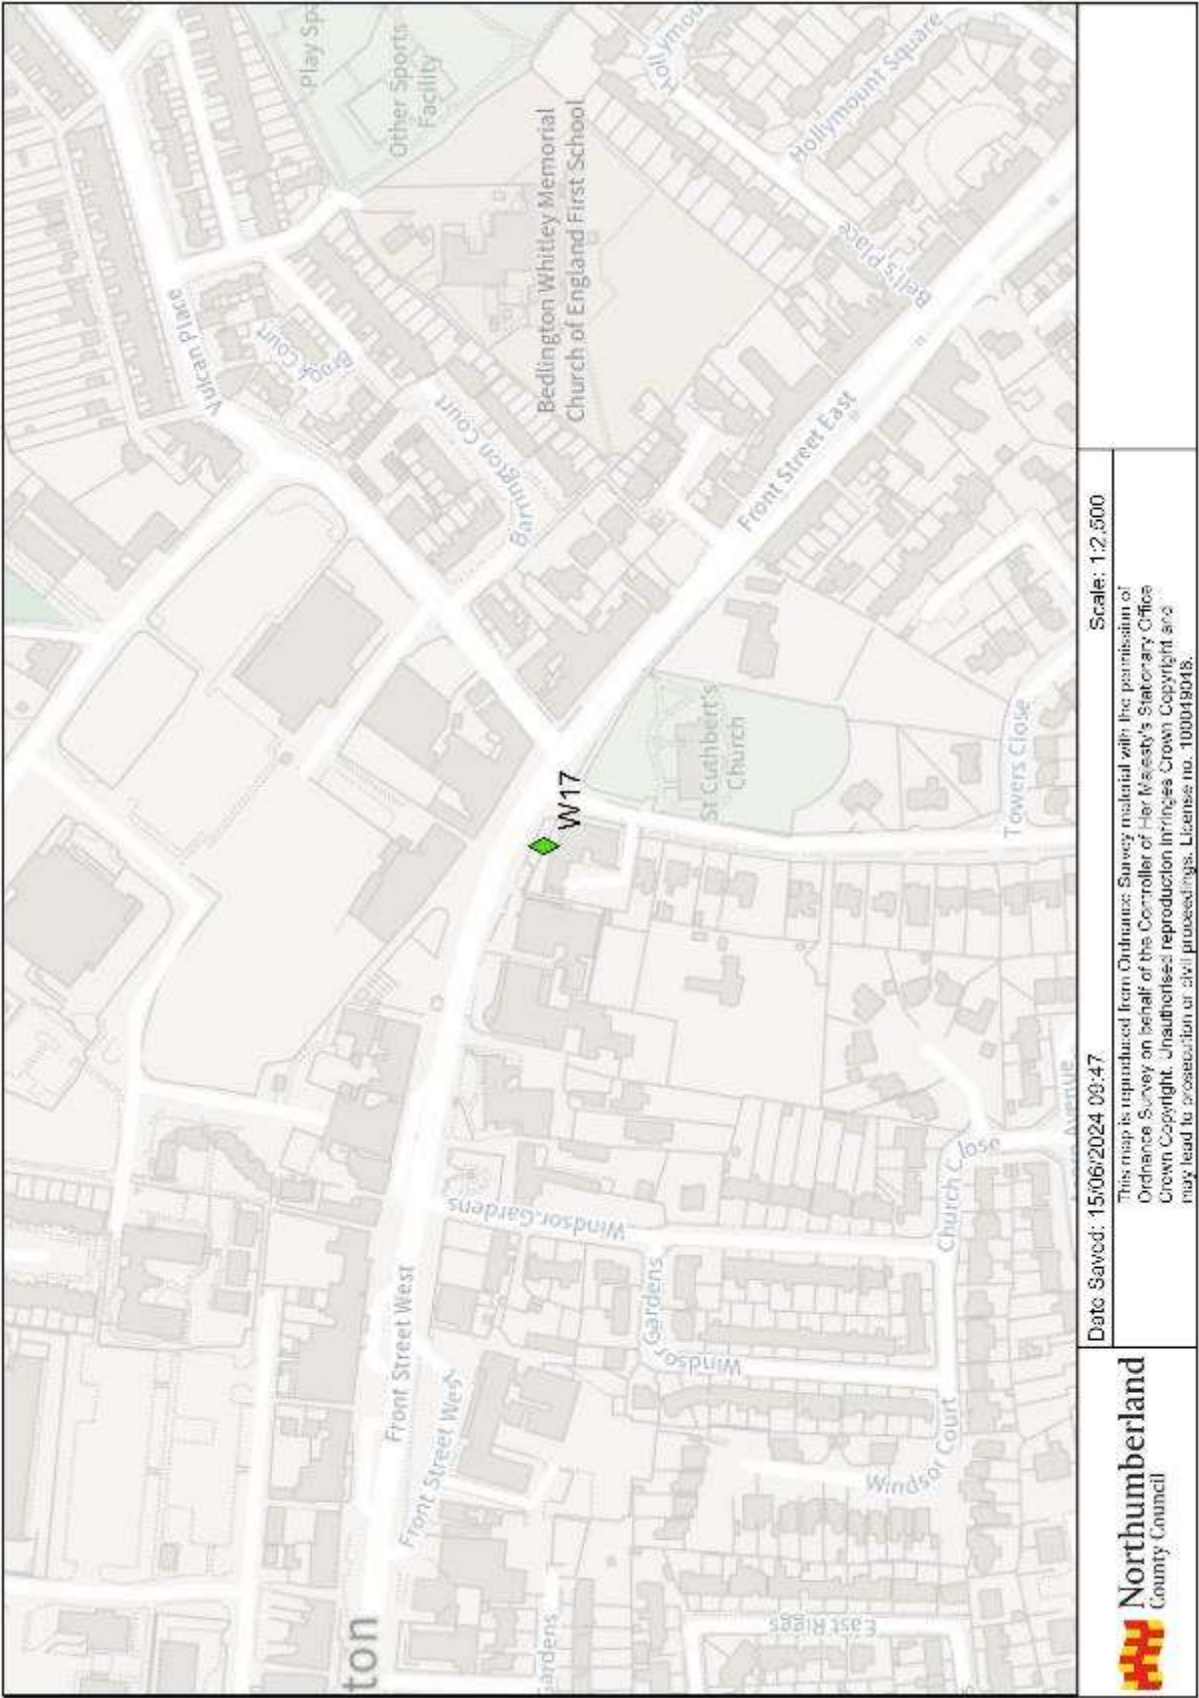 Play Sp
Other Sports
Facility
Hollymount Square
Vulcan Place
Brog Court
Bedlington Whitley Memorial
Church of England First School
Bell's Place
Barrington Court
Front Street East
W17
St Cuthbert's
Church
Towers Close
Front Street West
Front Street West
Windsor Gardens
Windsor Gardens
Church Close
Avenue
Windsor Court
East Riggs
ardens
ton
Northumberland
County Council
Date Saved: 15/06/2024 09:47
Scale: 1:2,500
This map is reproduced from Ordnance Survey material with the permission of
Ordnance Survey on behalf of the Controller of Her Majesty's Stationary Office
Crown Copyright. Unauthorised reproduction infringes Crown Copyright and
may lead to prosecution or civil proceedings. License no. 100049048.